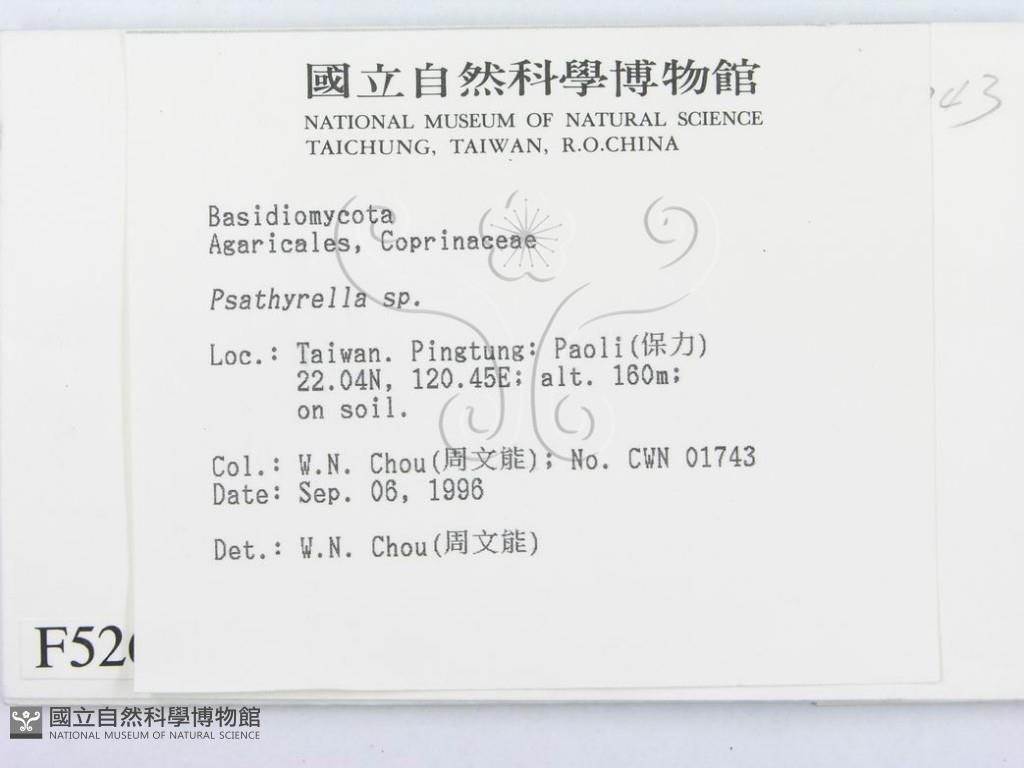 國立自然科學博物館
NATIONAL MUSEUM OF NATURAL SCIENCE
TAICHUNG, TAIWAN, R.O.CHINA
43
Basidiomycota
Agaricales, Coprinaceae
Psathyrella sp.
Loc.: Taiwan. Pingtung: Paoli(保力)
22.04N, 120.45E; alt. 160m;
on soil.
Col.: W.N. Chou(周文能); No. CWN 01743
Date: Sep. 06, 1996
Det.: W.N. Chou(周文能)
F526
國立自然科學博物館
NATIONAL MUSEUM OF NATURAL SCIENCE